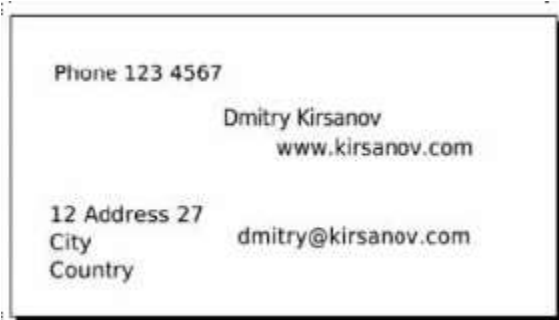 Phone 123 4567
Dmitry Kirsanov
www.kirsanov.com
12 Address 27
City
Country
dmitry@kirsanov.com